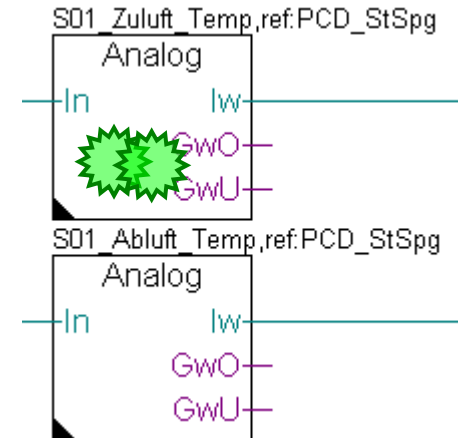 S01_Zuluft_Temp,ref:PCD_StSpg
Analog
In Iw
GwO
GwU
S01_Abluft_Temp,ref:PCD_StSpg
Analog
In Iw
GwO
GwU